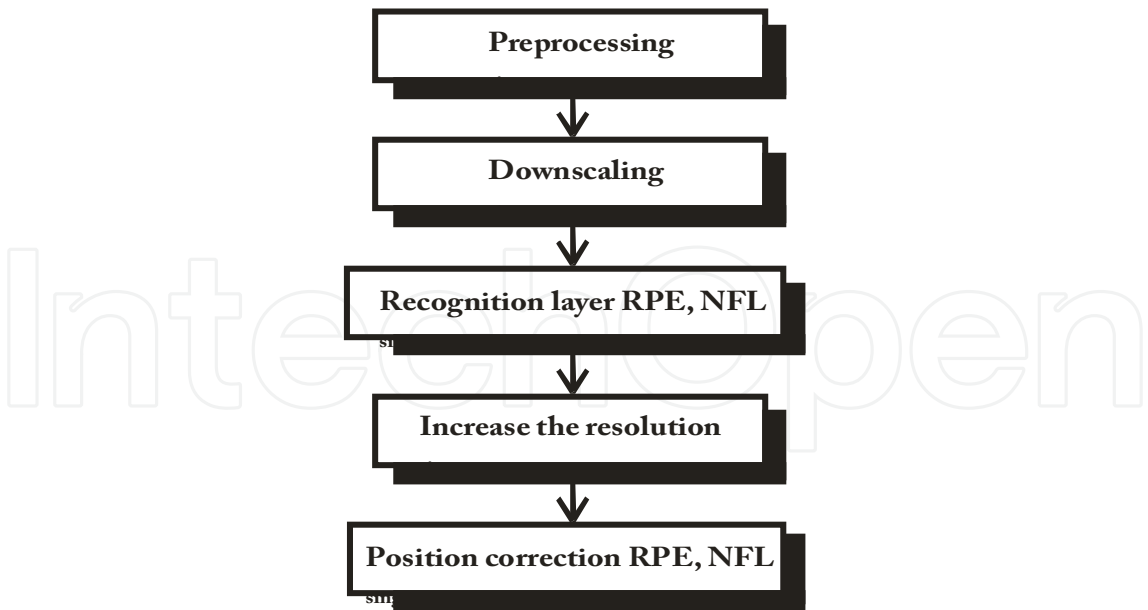 Preprocessing
Downscaling
Recognition layer RPE, NFL
Increase the resolution
Position correction RPE, NFL
IntechOpen